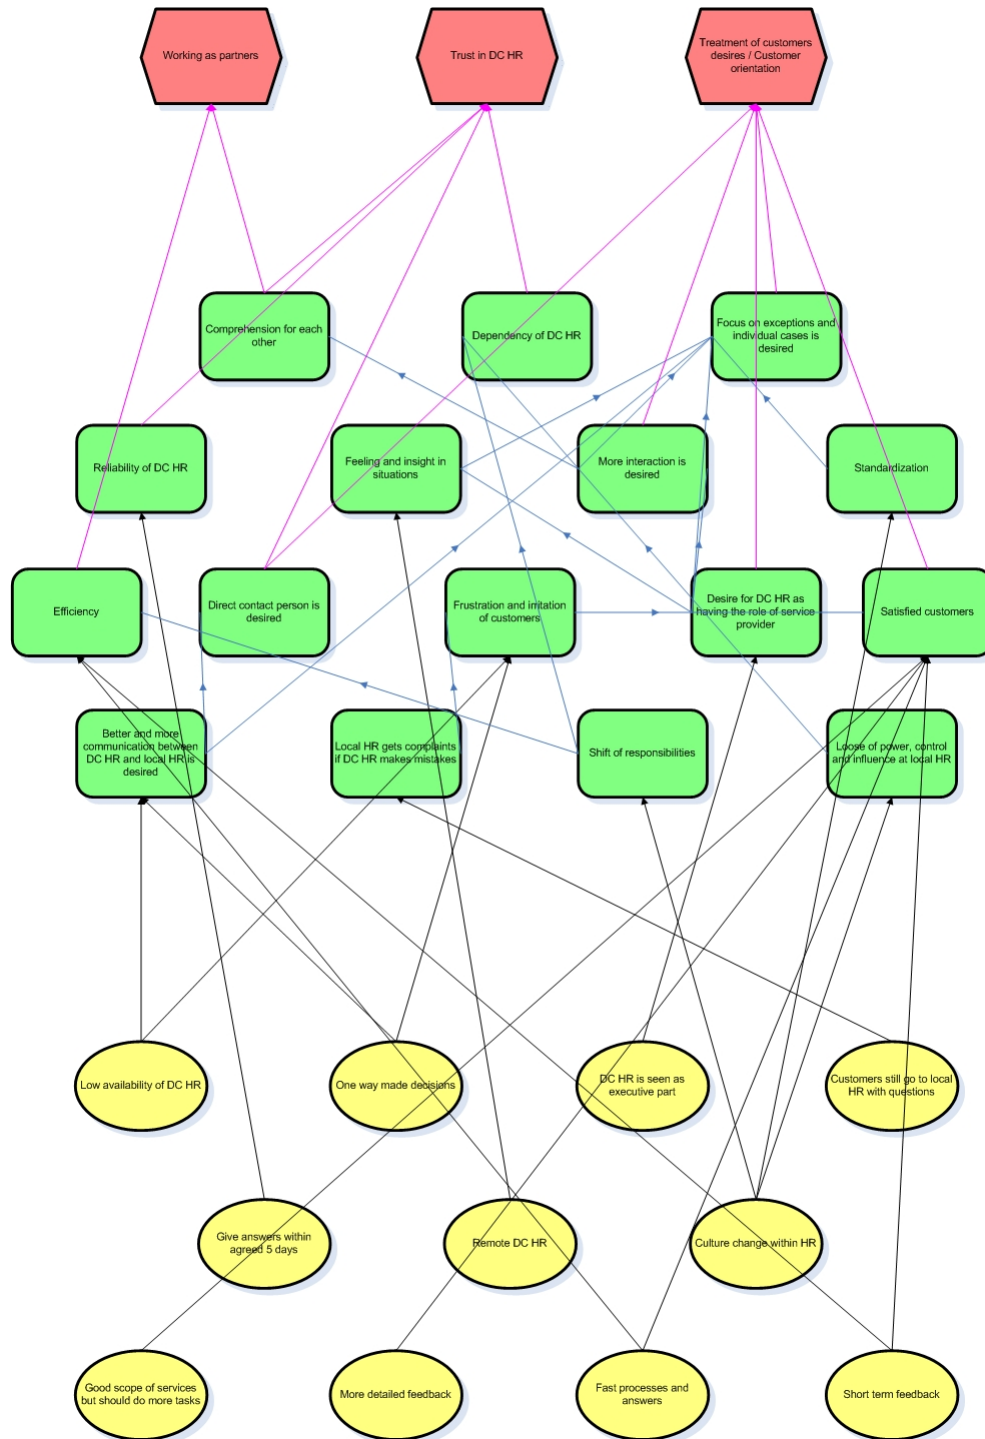 Working as partners
Trust in DC HR
Treatment of customers
desires / Customer
orientation
Comprehension for each
other
Dependency of DC HR
Focus on exceptions and
individual cases is
desired
Reliability of DC HR
Feeling and insight in
situations
More interaction is
desired
Standardization
Efficiency
Direct contact person is
desired
Frustration and irritation
of customers
Desire for DC HR as
having the role of service
provider
Satisfied customers
Better and more
communication between
DC HR and local HR is
desired
Local HR gets complaints
if DC HR makes mistakes
Shift of responsibilities
Loose of power, control
and influence at local HR
Low availability of DC HR
One way made decisions
DC HR is seen as
executive part
Customers still go to local
HR with questions
Give answers within
agreed 5 days
Remote DC HR
Culture change within HR
Good scope of services
but should do more tasks
More detailed feedback
Fast processes and
answers
Short term feedback